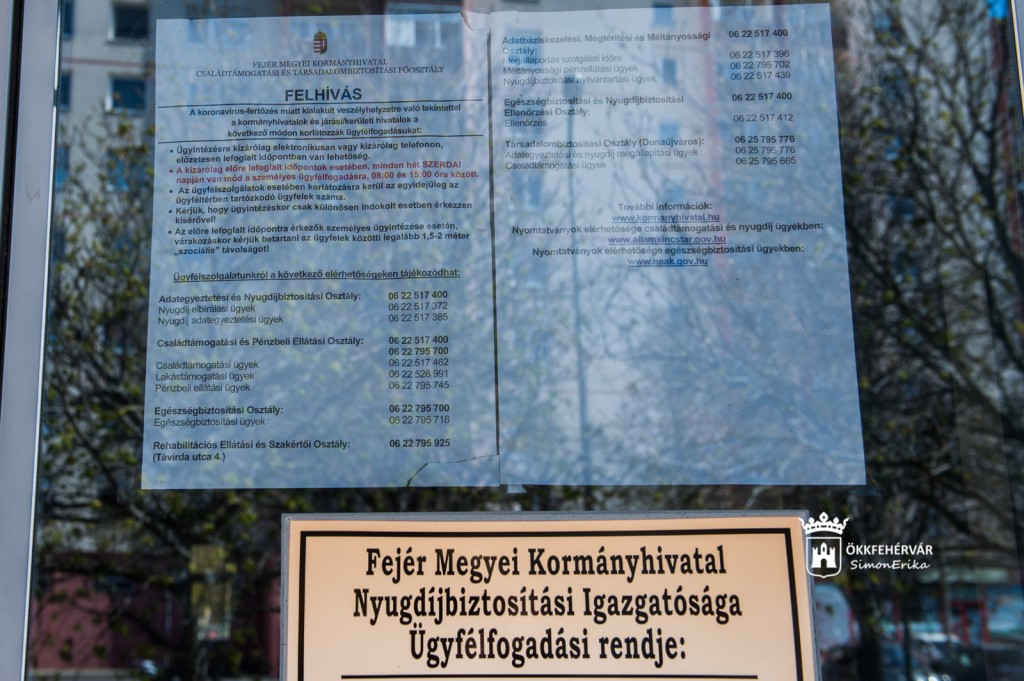 FEJÉR MEGYEI KORMÁNYHIVATAL
CSALÁDTÁMOGATÁSI ÉS TÁRSADALOMBIZTOSÍTÁSI FŐOSZTÁLY
FELHÍVÁS
A koronavírus-fertőzés miatt kialakult veszélyhelyzetre való tekintettel
a kormányhivatalok és járási/kerületi hivatalok a
következő módon korlátozzák ügyfélfogadásukat:
• Ügyintézésre kizárólag elektronikusan vagy kizárólag telefonon,
előzetesen lefoglalt időpontban van lehetőség.
• A kizárólag előre lefoglalt időpontok esetében, minden hét SZERDAI
napján van mód a személyes ügyfélfogadásra, 08:00 és 15:00 óra között.
• Az ügyfélszolgálatok esetében korlátozásra kerül az egyidejűleg az
ügyféltérben tartózkodó ügyfelek száma.
• Kérjük, hogy ügyintézéskor csak különösen indokolt esetben érkezzen
kísérővel!
• Az előre lefoglalt időpontra érkezők személyes ügyintézése esetén,
várakozáskor kérjük betartani az ügyfelek közötti legalább 1,5-2 méter
„szociális” távolságot!
Ügyfélszolgálatunkról a következő elérhetőségeken tájékozódhat:
Adategyeztetési és Nyugdíjbiztosítási Osztály: 06 22 517 400
Nyugdíj elbírálási ügyek 06 22 517 372
Nyugdíj adategyeztetési ügyek 06 22 517 385
Családtámogatási és Pénzbeli Ellátási Osztály: 06 22 517 400
06 22 795 700
Családtámogatási ügyek 06 22 517 462
Lakástámogatási ügyek 06 22 526 991
Pénzbeli ellátási ügyek 06 22 795 745
Egészségbiztosítási Osztály: 06 22 795 700
Egészségbiztosítási ügyek 06 22 795 718
Rehabilitációs Ellátási és Szakértői Osztály: 06 22 795 925
(Távírda utca 4.)
Adatbáziskezelési, Megtérítési és Méltányossági 06 22 517 400
Osztály:
Megállapodás szolgálati időre 06 22 517 396
Méltányossági pénzellátási ügyek 06 22 795 702
Nyugdíjbiztosítási nyilvántartási ügyek 06 22 517 439
Egészségbiztosítási és Nyugdíjbiztosítási 06 22 517 400
Ellenőrzési Osztály:
Ellenőrzés 06 22 517 412
Társadalombiztosítási Osztály (Dunaújváros): 06 25 795 776
Adategyeztetési és nyugdíj megállapítási ügyek 06 25 795 776
Családtámogatási ügyek 06 25 795 665
További információk:
www.kormanyhivatal.hu
Nyomtatványok elérhetősége családtámogatási és nyugdíj ügyekben:
www.allamkincstar.gov.hu
Nyomtatványok elérhetősége egészségbiztosítási ügyekben:
www.neak.gov.hu
Fejér Megyei Kormányhivatal
Nyugdíjbiztosítási Igazgatósága
Ügyfélfogadási rendje:
ÖKKFEHÉRVÁR
SimonErika